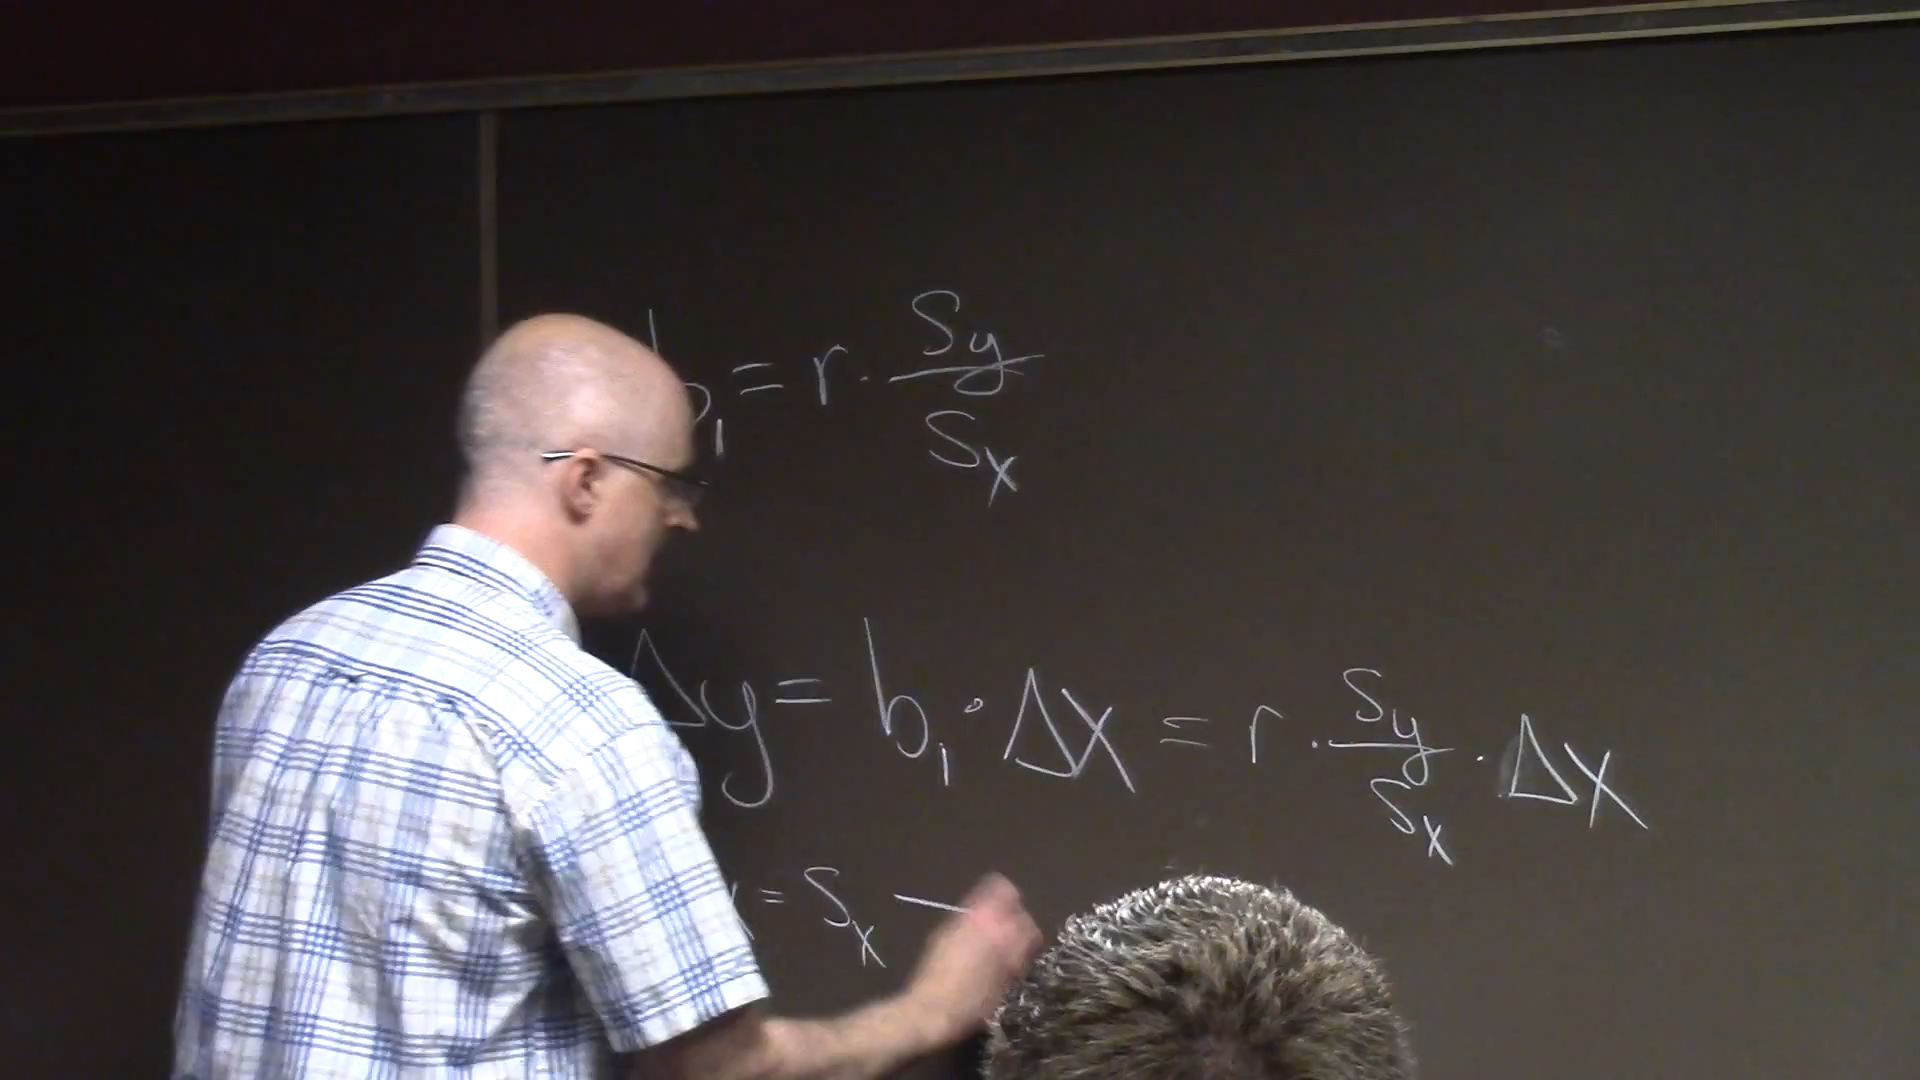 b₁ = r · Sy/Sx
Δy = b₁ · Δx = r · Sy/Sx · Δx
x = Sx —